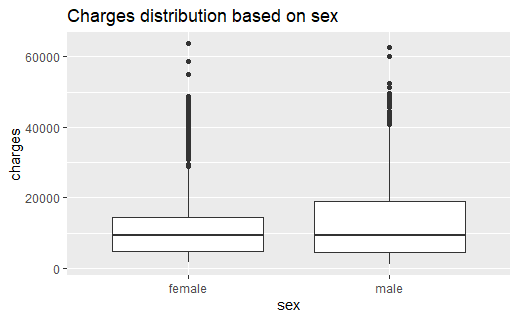 Charges distribution based on sex
60000
40000
20000
0
charges
female male
sex